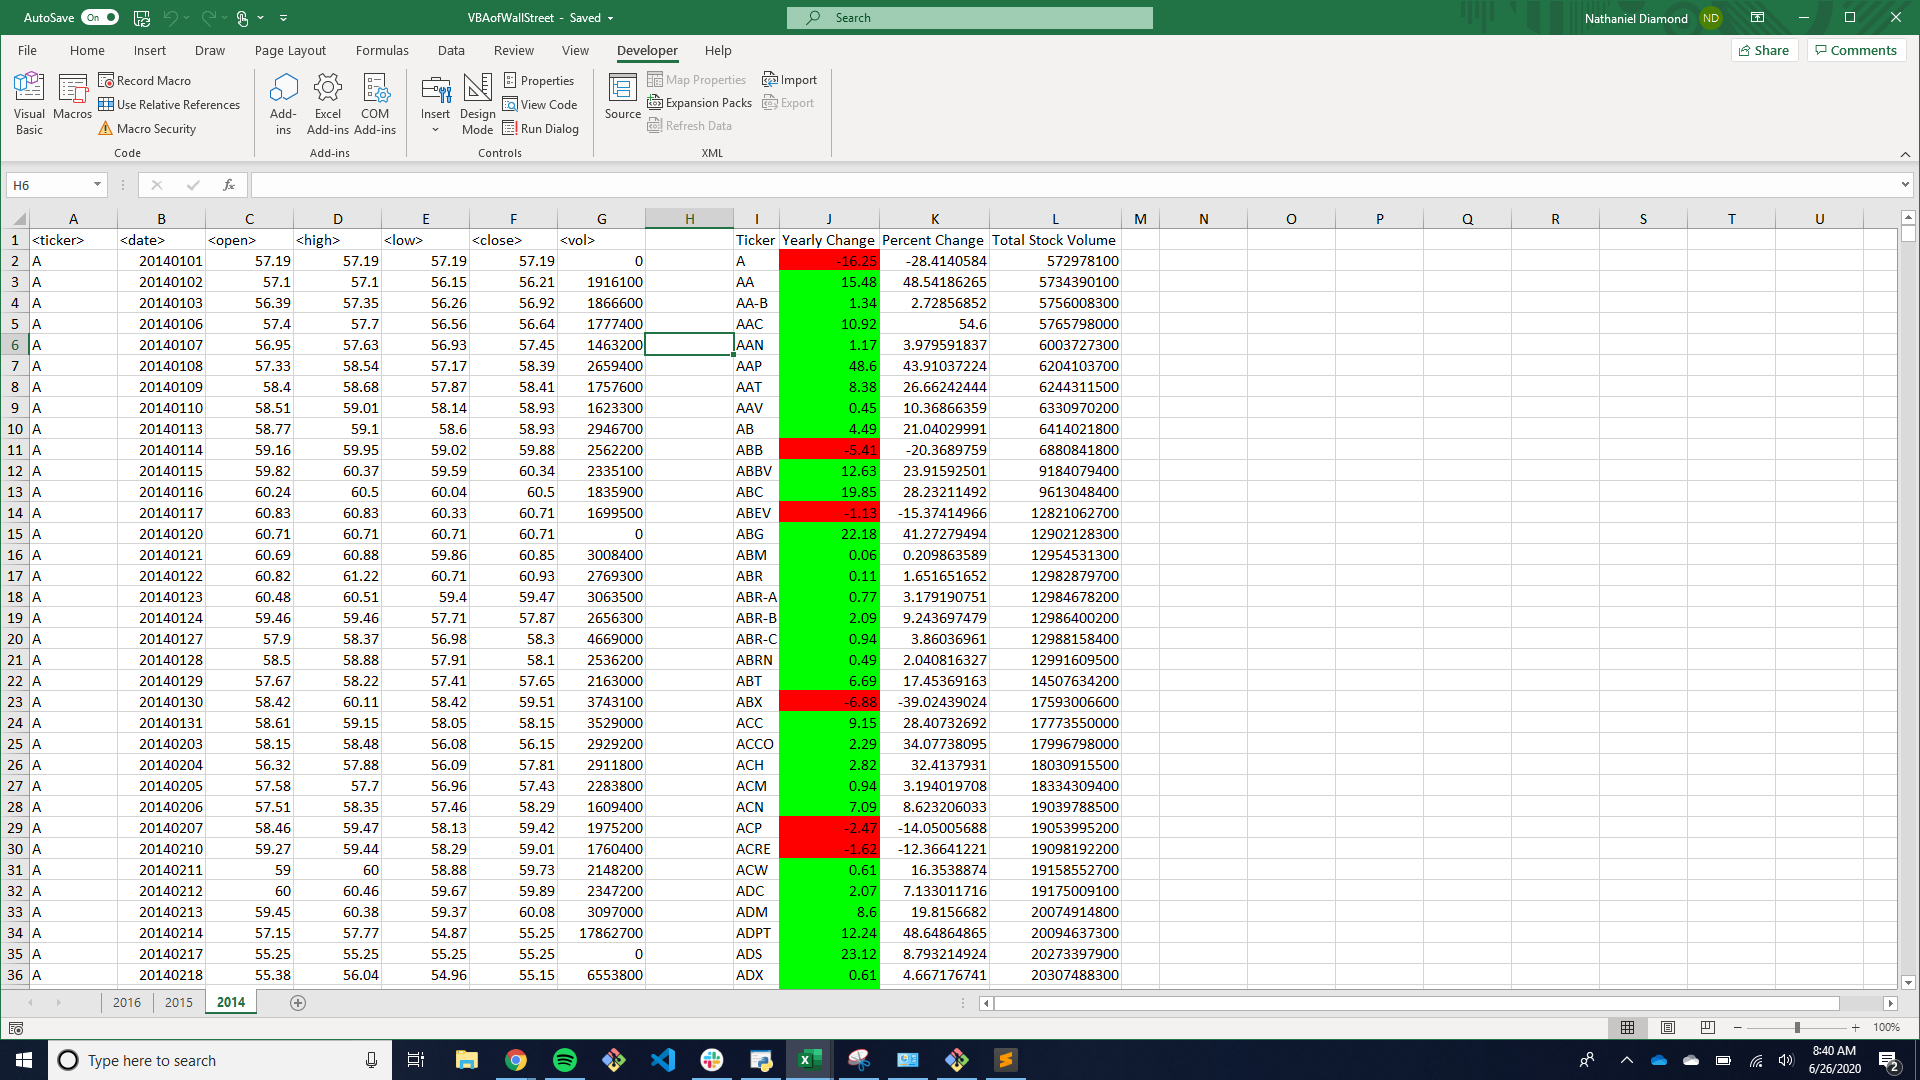 AutoSave On VBAofWallStreet - Saved Search Nathaniel Diamond ND
File Home Insert Draw Page Layout Formulas Data Review View Developer Help Share Comments
Visual Basic
Macros
Record Macro
Use Relative References
Macro Security
Code
Add-ins
Excel Add-ins
COM Add-ins
Add-ins
Insert
Design Mode
Properties
View Code
Run Dialog
Controls
Source
Map Properties
Expansion Packs
Refresh Data
Import
Export
XML
H6 fx
A B C D E F G H I J K L M N O P Q R S T U
1 <ticker> <date> <open> <high> <low> <close> <vol> Ticker Yearly Change Percent Change Total Stock Volume
2 A 20140101 57.19 57.19 57.19 57.19 0 A -16.25 -28.4140584 572978100
3 A 20140102 57.1 57.1 56.15 56.21 1916100 AA 15.48 48.54186265 5734390100
4 A 20140103 56.39 57.35 56.26 56.92 1866600 AA-B 1.34 2.72856852 5756008300
5 A 20140106 57.4 57.7 56.56 56.64 1777400 AAC 10.92 54.6 5765798000
6 A 20140107 56.95 57.63 56.93 57.45 1463200 AAN 1.17 3.979591837 6003727300
7 A 20140108 57.33 58.54 57.17 58.39 2659400 AAP 48.6 43.91037224 6204103700
8 A 20140109 58.4 58.68 57.87 58.41 1757600 AAT 8.38 26.66242444 6244311500
9 A 20140110 58.51 59.01 58.14 58.93 1623300 AAV 0.45 10.36866359 6330970200
10 A 20140113 58.77 59.1 58.6 58.93 2946700 AB 4.49 21.04029991 6414021800
11 A 20140114 59.16 59.95 59.02 59.88 2562200 ABB -5.41 -20.3689759 6880841800
12 A 20140115 59.82 60.37 59.59 60.34 2335100 ABBV 12.63 23.91592501 9184079400
13 A 20140116 60.24 60.5 60.04 60.5 1835900 ABC 19.85 28.23211492 9613048400
14 A 20140117 60.83 60.83 60.33 60.71 1699500 ABEV -1.13 -15.37414966 12821062700
15 A 20140120 60.71 60.71 60.71 60.71 0 ABG 22.18 41.27279494 12902128300
16 A 20140121 60.69 60.88 59.86 60.85 3008400 ABM 0.06 0.209863589 12954531300
17 A 20140122 60.82 61.22 60.71 60.93 2769300 ABR 0.11 1.651651652 12982879700
18 A 20140123 60.48 60.51 59.4 59.47 3063500 ABR-A 0.77 3.179190751 12984678200
19 A 20140124 59.46 59.46 57.71 57.87 2656300 ABR-B 2.09 9.243697479 12986400200
20 A 20140127 57.9 58.37 56.98 58.3 4669000 ABR-C 0.94 3.86036961 12988158400
21 A 20140128 58.5 58.88 57.91 58.1 2536200 ABRN 0.49 2.040816327 12991609500
22 A 20140129 57.67 58.22 57.41 57.65 2163000 ABT 6.69 17.45369163 14507634200
23 A 20140130 58.42 60.11 58.42 59.51 3743100 ABX -6.88 -39.02439024 17593006600
24 A 20140131 58.61 59.15 58.05 58.15 3529000 ACC 9.15 28.40732692 17773550000
25 A 20140203 58.15 58.48 56.08 56.15 2929200 ACCO 2.29 34.07738095 17996798000
26 A 20140204 56.32 57.88 56.09 57.81 2911800 ACH 2.82 32.4137931 18030915500
27 A 20140205 57.58 57.7 56.96 57.43 2283800 ACM 0.94 3.194019708 18334309400
28 A 20140206 57.51 58.35 57.46 58.29 1609400 ACN 7.09 8.623206033 19039788500
29 A 20140207 58.46 59.47 58.13 59.42 1975200 ACP -2.47 -14.05005688 19053995200
30 A 20140210 59.27 59.44 58.29 59.01 1760400 ACRE -1.62 -12.36641221 19098192200
31 A 20140211 59 60 58.88 59.73 2148200 ACW 0.61 16.3538874 19158552700
32 A 20140212 60 60.46 59.67 59.89 2347200 ADC 2.07 7.133011716 19175009100
33 A 20140213 59.45 60.38 59.37 60.08 3097000 ADM 8.6 19.8156682 20074914800
34 A 20140214 57.15 57.77 54.87 55.25 17862700 ADPT 12.24 48.64864865 20094637300
35 A 20140217 55.25 55.25 55.25 55.25 0 ADS 23.12 8.793214924 20273397900
36 A 20140218 55.38 56.04 54.96 55.15 6553800 ADX 0.61 4.667176741 20307488300
2016 2015 2014
100%
Type here to search
8:40 AM
6/26/2020
2